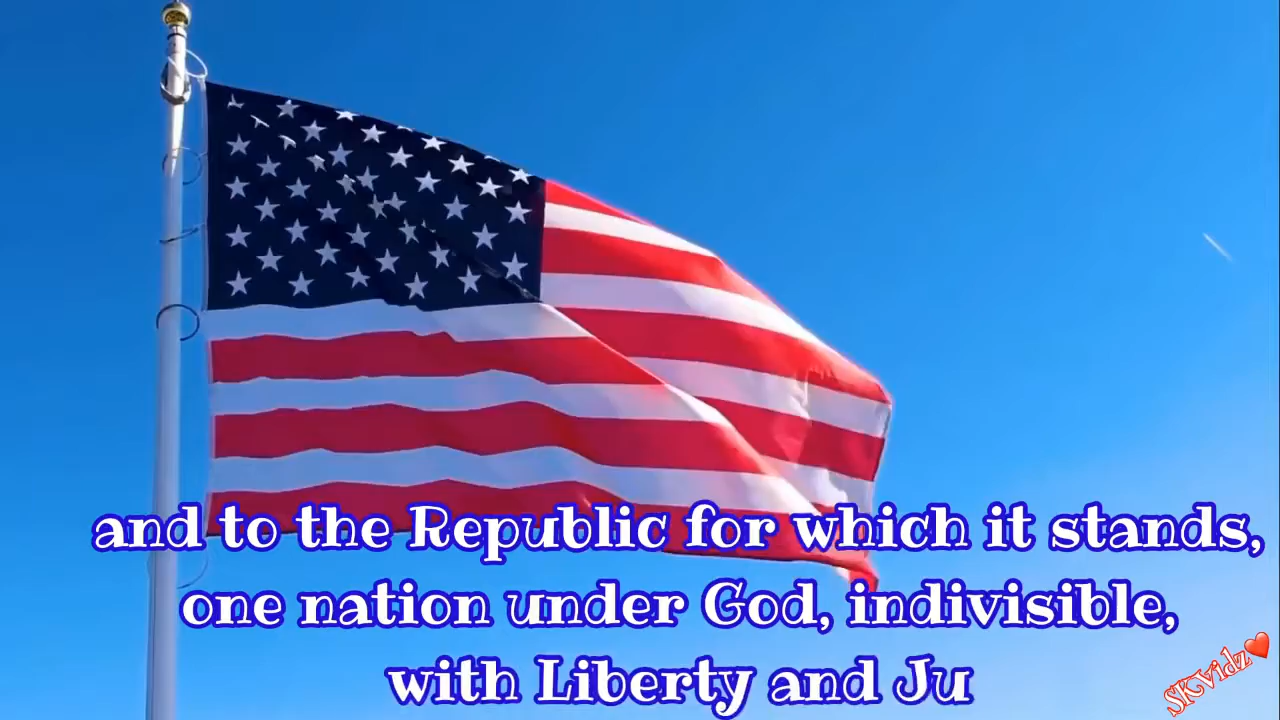 and to the Republic for which it stands,
one nation under God, indivisible,
with Liberty and Ju
SKVidz❤